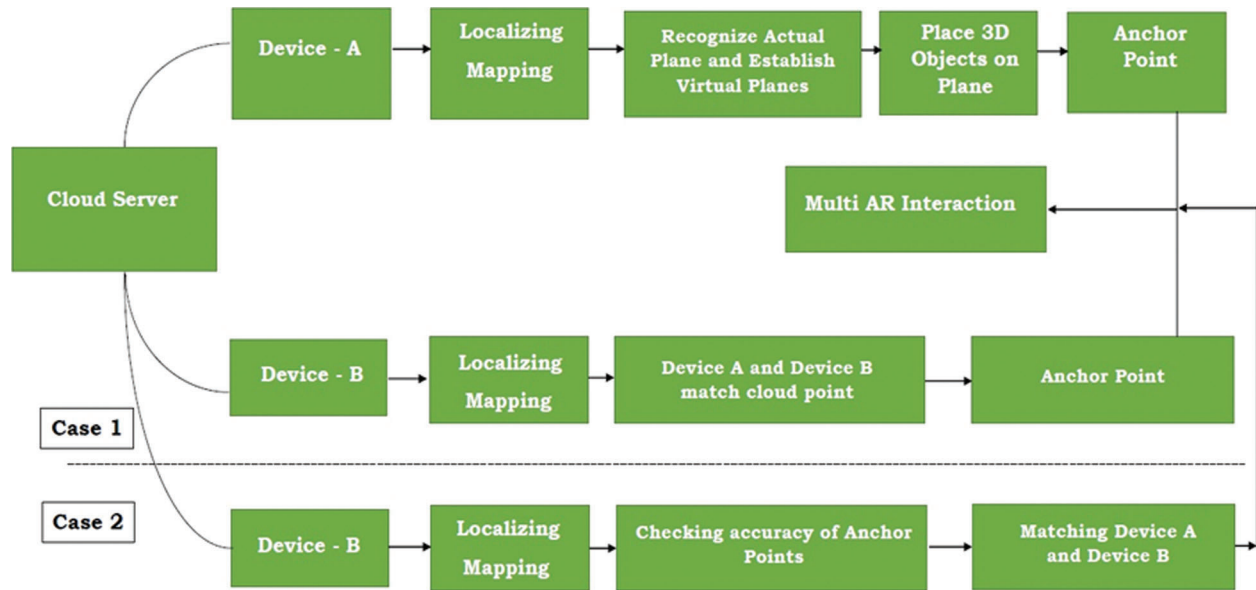 Device - A
Localizing
Mapping
Recognize Actual
Plane and Establish
Virtual Planes
Place 3D
Objects on
Plane
Anchor
Point
Cloud Server
Multi AR Interaction
Device - B
Localizing
Mapping
Device A and Device B
match cloud point
Anchor Point
Case 1
Case 2
Device - B
Localizing
Mapping
Checking accuracy of Anchor
Points
Matching Device A
and Device B